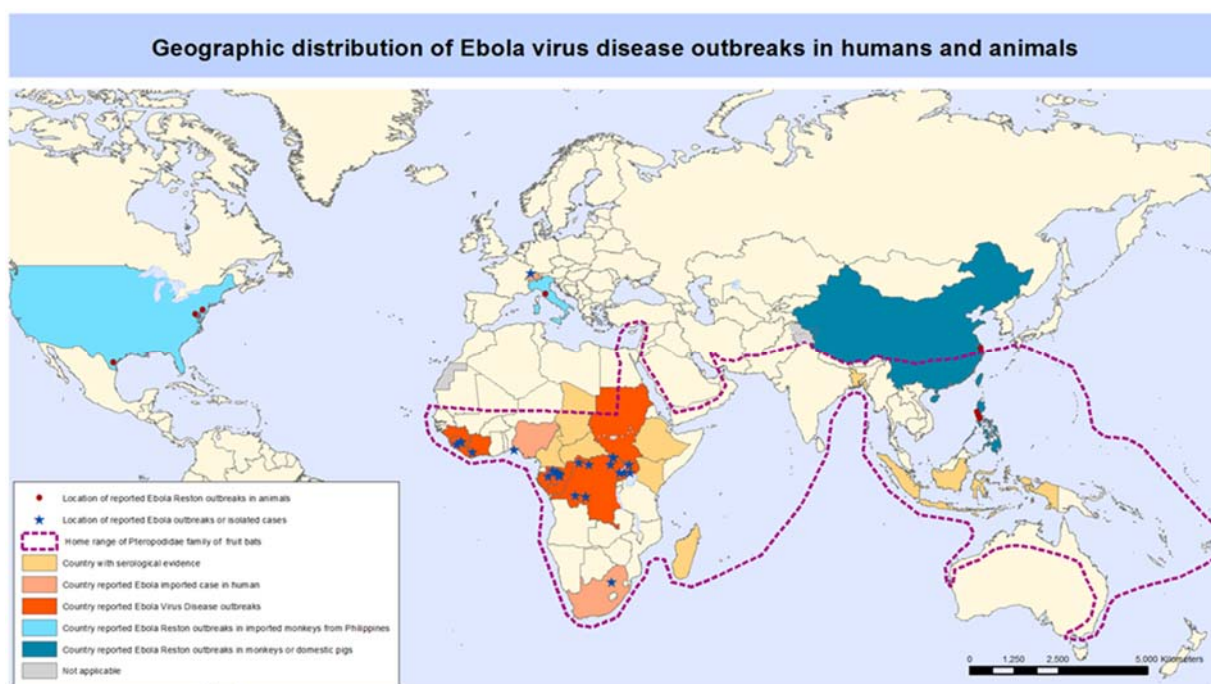 Geographic distribution of Ebola virus disease outbreaks in humans and animals
Location of reported Ebola Reston outbreaks in animals
Location of reported Ebola outbreaks or isolated cases
Home range of Pteropodidae family of fruit bats
Country with serological evidence
Country reported Ebola imported case in human
Country reported Ebola Virus Disease outbreaks
Country reported Ebola Reston outbreaks in imported monkeys from Philippines
Country reported Ebola Reston outbreaks in monkeys or domestic pigs
Not applicable
0 1,250 2,500 5,000 Kilometers